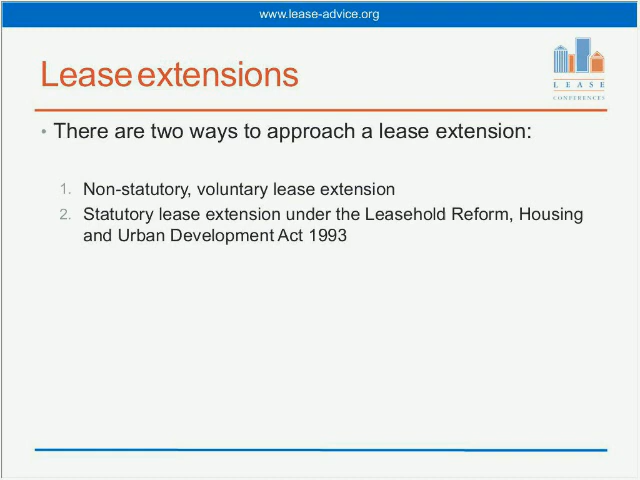 www.lease-advice.org
Lease extensions
LEASE
CONFERENCES
• There are two ways to approach a lease extension:
1. Non-statutory, voluntary lease extension
2. Statutory lease extension under the Leasehold Reform, Housing
and Urban Development Act 1993